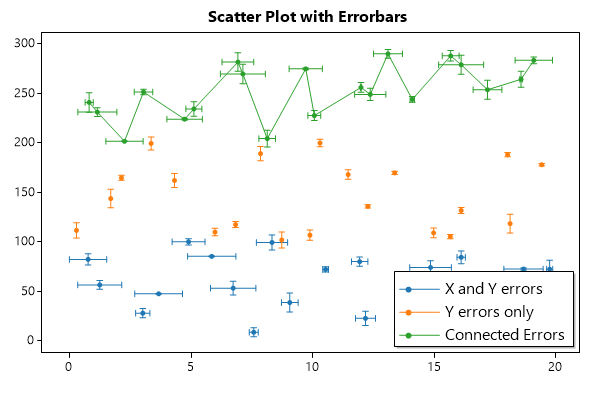 Scatter Plot with Errorbars
300
250
200
150
100
50
0
X and Y errors
Y errors only
Connected Errors
0 5 10 15 20